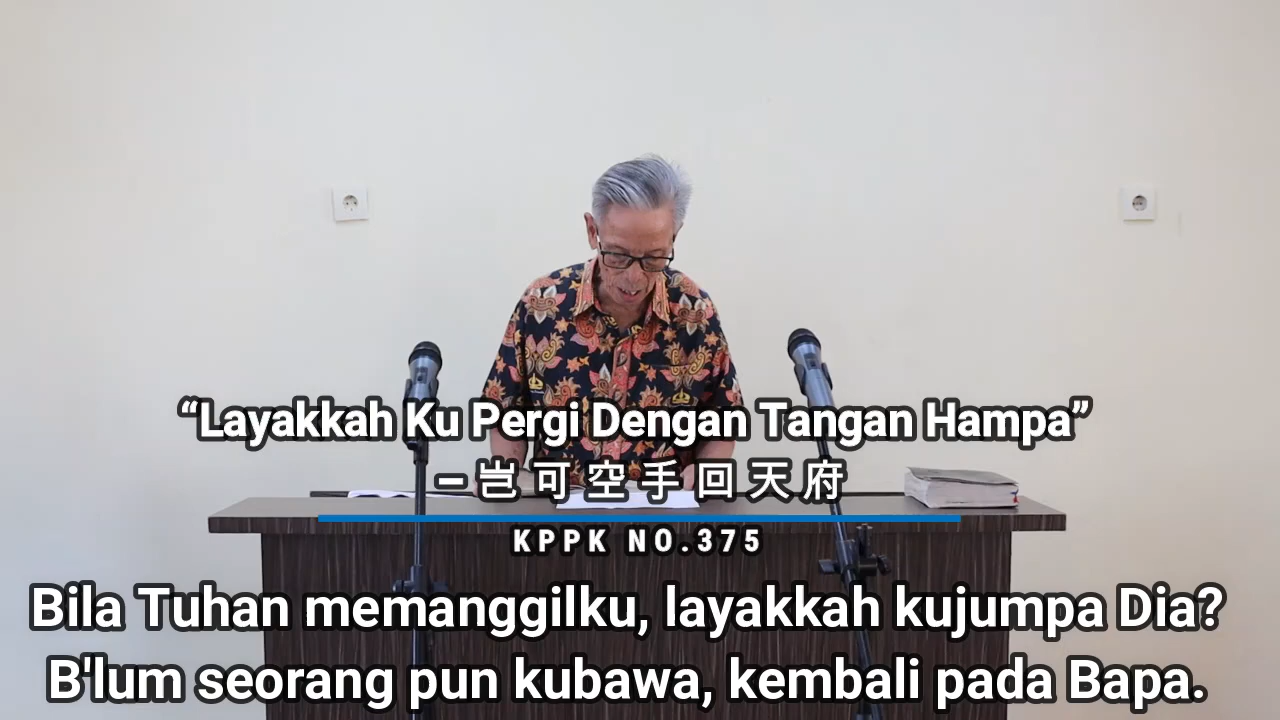 “Layakkah Ku Pergi Dengan Tangan Hampa”
– 岂可空手回天府
KPPK NO.375
Bila Tuhan memanggilku, layakkah kujumpa Dia?
B'lum seorang pun kubawa, kembali pada Bapa.